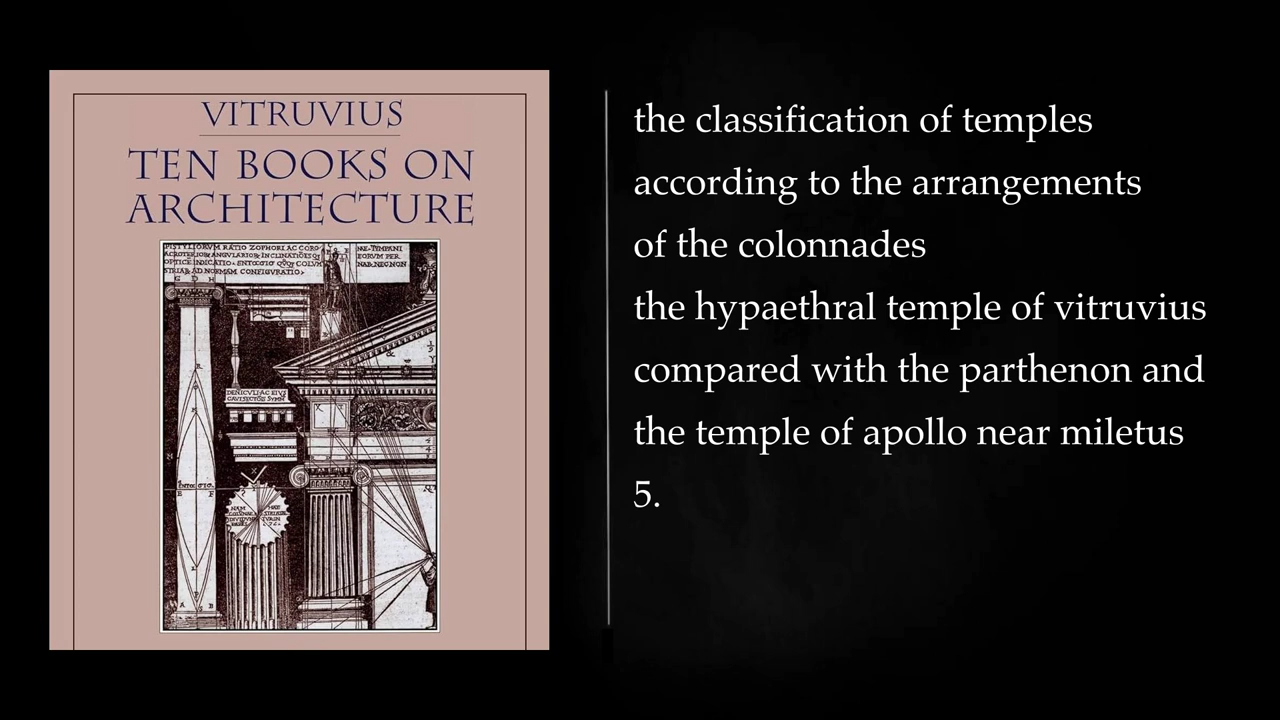 VITRUVIUS
TEN BOOKS ON
ARCHITECTURE
the classification of temples
according to the arrangements
of the colonnades
the hypaethral temple of vitruvius
compared with the parthenon and
the temple of apollo near miletus
5.